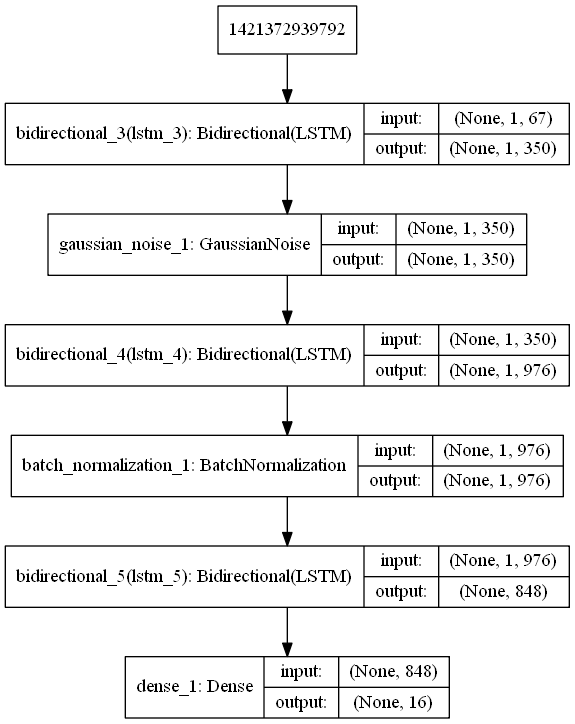 1421372939792
bidirectional_3(lstm_3): Bidirectional(LSTM)
input: (None, 1, 67)
output: (None, 1, 350)
gaussian_noise_1: GaussianNoise
input: (None, 1, 350)
output: (None, 1, 350)
bidirectional_4(lstm_4): Bidirectional(LSTM)
input: (None, 1, 350)
output: (None, 1, 976)
batch_normalization_1: BatchNormalization
input: (None, 1, 976)
output: (None, 1, 976)
bidirectional_5(lstm_5): Bidirectional(LSTM)
input: (None, 1, 976)
output: (None, 848)
dense_1: Dense
input: (None, 848)
output: (None, 16)